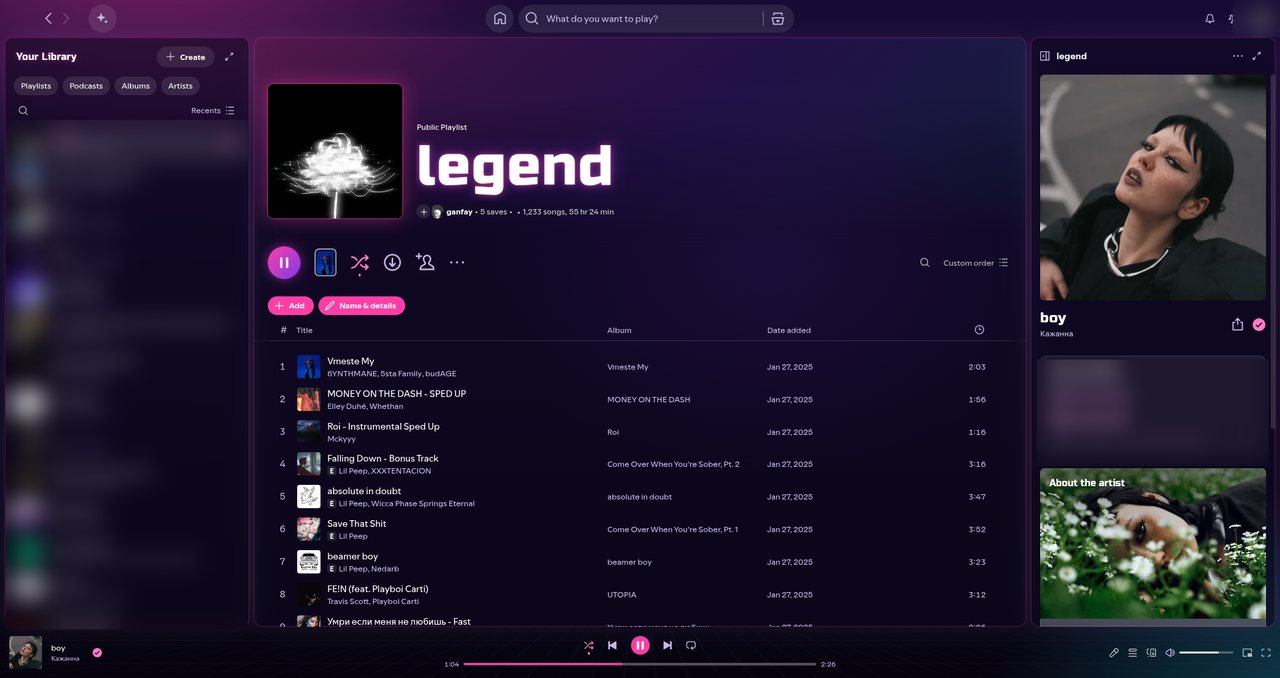 What do you want to play?
Your Library
Create
Playlists
Podcasts
Albums
Artists
Recents
Public Playlist
legend
ganfay • 5 saves • • 1,233 songs, 55 hr 24 min
Custom order
Add
Name & details
# Title Album Date added
1 Vmeste My Vmeste My Jan 27, 2025 2:03
6YNTHMANE, 5sta Family, budAGE
2 MONEY ON THE DASH - SPED UP MONEY ON THE DASH Jan 27, 2025 1:56
Elley Duhé, Whethan
3 Roi - Instrumental Sped Up Roi Jan 27, 2025 1:16
Mckyyy
4 Falling Down - Bonus Track Come Over When You're Sober, Pt. 2 Jan 27, 2025 3:16
E Lil Peep, XXXTENTACION
5 absolute in doubt absolute in doubt Jan 27, 2025 3:47
E Lil Peep, Wicca Phase Springs Eternal
6 Save That Shit Come Over When You're Sober, Pt. 1 Jan 27, 2025 3:52
E Lil Peep
7 beamer boy beamer boy Jan 27, 2025 3:23
E Lil Peep, Nedarb
8 FE!N (feat. Playboi Carti) UTOPIA Jan 27, 2025 3:12
Travis Scott, Playboi Carti
Умри если меня не любишь - Fast
legend
boy
Кажанна
About the artist
boy
Кажанна
1:04
2:26